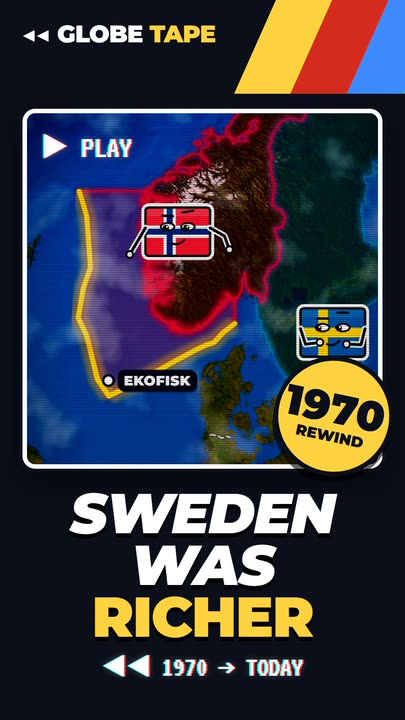 ◄◄ GLOBE TAPE
► PLAY
EKOFISK
1970
REWIND
SWEDEN
WAS
RICHER
◄◄ 1970 → TODAY